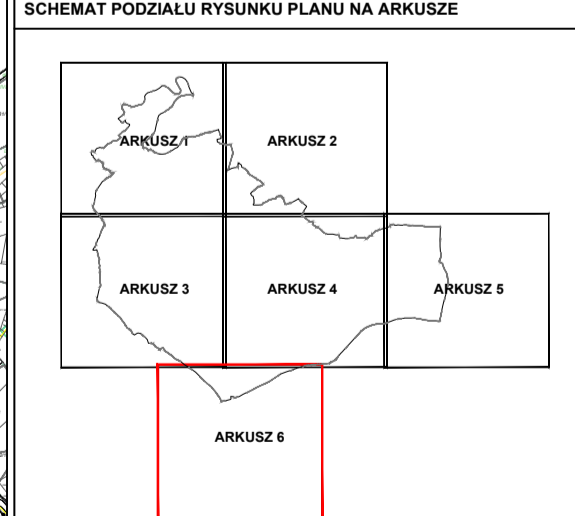 SCHEMAT PODZIAŁU RYSUNKU PLANU NA ARKUSZE
ARKUSZ 1
ARKUSZ 2
ARKUSZ 3
ARKUSZ 4
ARKUSZ 5
ARKUSZ 6